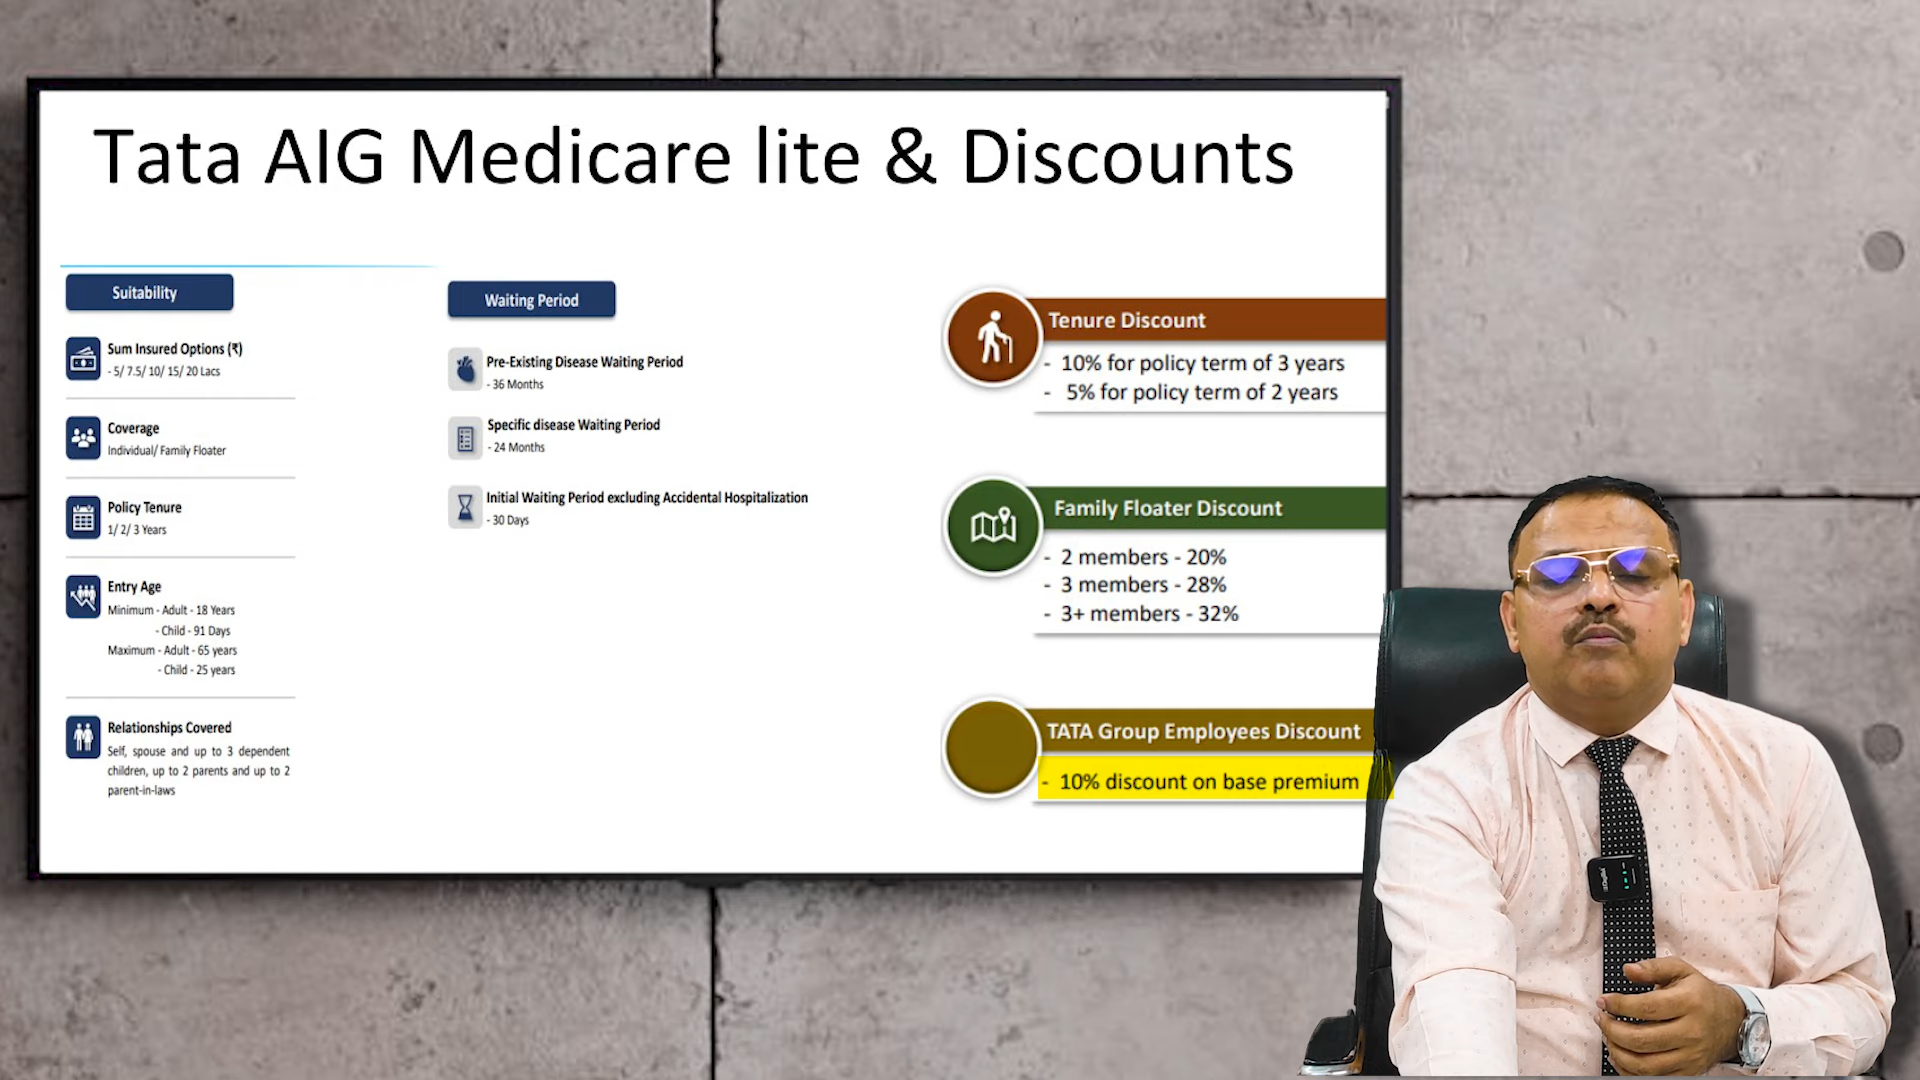 Tata AIG Medicare lite & Discounts
Suitability
Sum Insured Options (₹)
- 5/ 7.5/ 10/ 15/ 20 Lacs
Coverage
Individual/ Family Floater
Policy Tenure
1/ 2/ 3 Years
Entry Age
Minimum - Adult - 18 Years
- Child - 91 Days
Maximum - Adult - 65 years
- Child - 25 years
Relationships Covered
Self, spouse and up to 3 dependent
children, up to 2 parents and up to 2
parent-in-laws
Waiting Period
Pre-Existing Disease Waiting Period
- 36 Months
Specific disease Waiting Period
- 24 Months
Initial Waiting Period excluding Accidental Hospitalization
- 30 Days
Tenure Discount
- 10% for policy term of 3 years
- 5% for policy term of 2 years
Family Floater Discount
- 2 members - 20%
- 3 members - 28%
- 3+ members - 32%
TATA Group Employees Discount
- 10% discount on base premium